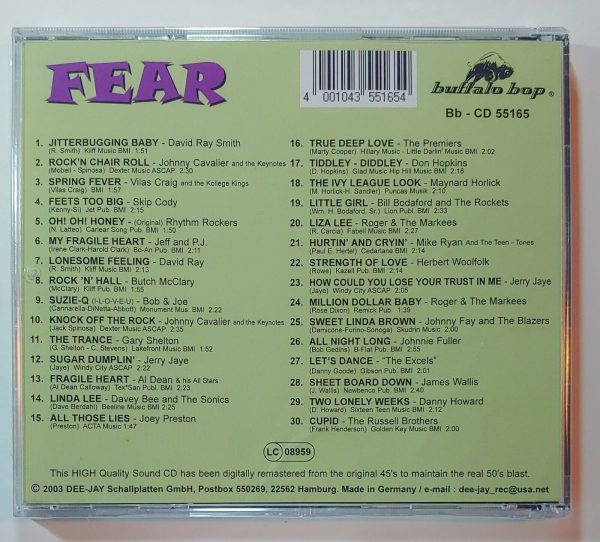 FEAR
4 001043 551654
buffalo bop ®
Bb - CD 55165
1. JITTERBUGGING BABY - David Ray Smith
(R. Smith) Kliff Music BMI 1:51
2. ROCK'N CHAIR ROLL - Johnny Cavalier and the Keynotes
(Mobell - Spinosa) Dexter Music ASCAP 2:30
3. SPRING FEVER - Vilas Craig and the Kollege Kings
(Vilas Craig) BMI 1:57
4. FEETS TOO BIG - Skip Cody
(Kenny-Si) Jet Pub. BMI 2:15
5. OH! OH! HONEY - (Original) Rhythm Rockers
(N. Latteo) Carlear Song Pub. BMI 1:50
6. MY FRAGILE HEART - Jeff and P.J.
(Irene Clark-Harold Clark) Bo-An Pub. BMI 2:11
7. LONESOME FEELING - David Ray
(R. Smith) Kliff Music BMI 2:13
8. ROCK 'N' HALL - Butch McClary
(McClary) Kliff Pub. BMI 1:55
9. SUZIE-Q (I-L-O-V-E-U) - Bob & Joe
(Cannarella-DiNetta-Abbott) Monument Mus. BMI 2:22
10. KNOCK OFF THE ROCK - Johnny Cavalier and the Keynotes
(Jack Spinosa) Dexter Music ASCAP 2:35
11. THE TRANCE - Gary Shelton
(G. Shelton - C. Stevens) Lakefront Music BMI 1:52
12. SUGAR DUMPLIN' - Jerry Jaye
(Jaye) Windy City ASCAP 2:22
13. FRAGILE HEART - Al Dean & his All Stars
(Al Dean Calloway) Tex"San Pub. BMI 2:23
14. LINDA LEE - Davey Bee and The Sonics
(Dave Berdahl) Beeline Music BMI 2:25
15. ALL THOSE LIES - Joey Preston
(Preston) ACTA Music 1:47
16. TRUE DEEP LOVE - The Premiers
(Marty Cooper) Hillary Music - Little Darlin' Music BMI 2:02
17. TIDDLEY - DIDDLEY - Don Hopkins
(D. Hopkins) Glad Music Hip Hill Music BMI 2:18
18. THE IVY LEAGUE LOOK - Maynard Horlick
(M. Horlick-H. Sandler) Puncas Musik 2:10
19. LITTLE GIRL - Bill Bodaford and the Rockets
(Wm. H. Bodaford, Sr.) Lion Publ. BMI 2:33
20. LIZA LEE - Roger & The Markees
(R. Carcia) Fabell Music BMI 2:27
21. HURTIN' AND CRYIN' - Mike Ryan And The Teen - Tones
(Paul E. Hertel) Cedartane BMI 2:14
22. STRENGTH OF LOVE - Herbert Woolfolk
(Rowe) Kazel Pub. BMI 2:14
23. HOW COULD YOU LOSE YOUR TRUST IN ME - Jerry Jaye
(Jaye) Windy City ASCAP 2:05
24. MILLION DOLLAR BABY - Roger & The Markees
(Rose Dixon) Remick Pub. 1:39
25. SWEET LINDA BROWN - Johnny Fay and The Blazers
(Damicone-Furino-Sonoga) Skudrin Music 2:00
26. ALL NIGHT LONG - Johnnie Fuller
(Bob Gedins) B-Flat Pub. BMI 2:55
27. LET'S DANCE - "The Excels"
(Danny Goode) Gibson Pub. BMI 2:01
28. SHEET BOARD DOWN - James Wallis
(J. Wallis) Newbenco Pub. BMI 2:40
29. TWO LONELY WEEKS - Danny Howard
(D. Howard) Sixteen Teen Music BMI 2:12
30. CUPID - The Russell Brothers
(Frank Henderson) Golden Key Music BMI 2:00
LC 08959
This HIGH Quality Sound CD has been digitally remastered from the original 45's to maintain the real 50's blast.
© 2003 DEE-JAY Schallplatten GmbH, Postbox 550269, 22562 Hamburg. Made in Germany / e-mail : dee-jay_rec@usa.net